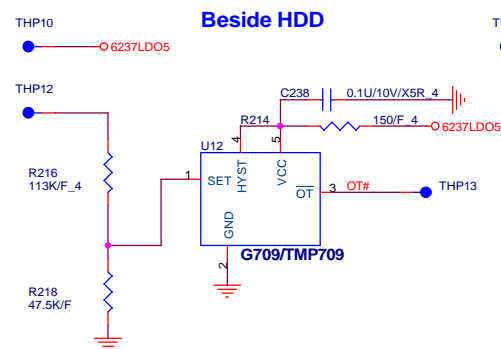 Beside HDD
THP10
TH
6237LDO5
THP12
C238
0.1U/10V/X5R_4
R214
150/F_4
6237LDO5
U12
4
5
R216
113K/F_4
1
SET
HYST
VCC
OT
3
OT#
THP13
GND
2
G709/TMP709
R218
47.5K/F